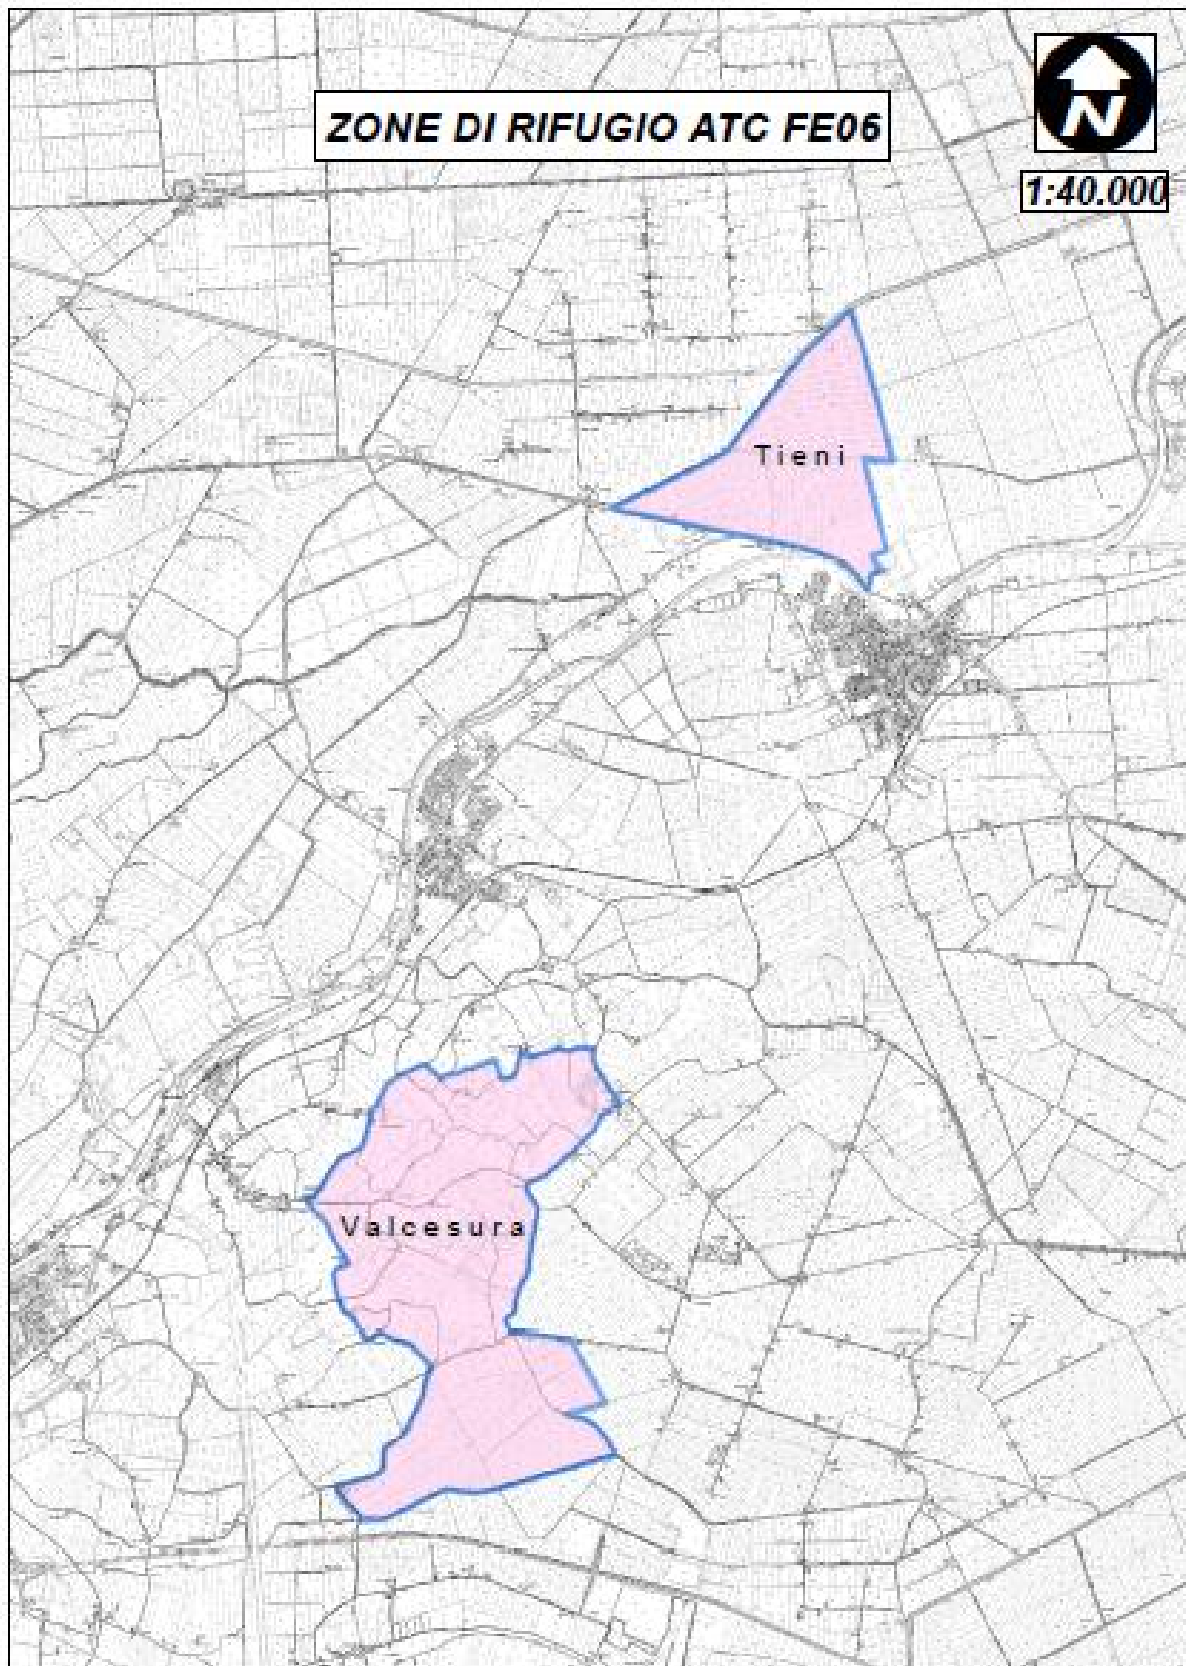 ZONE DI RIFUGIO ATC FE06
N
1:40.000
Tieni
Valcesura